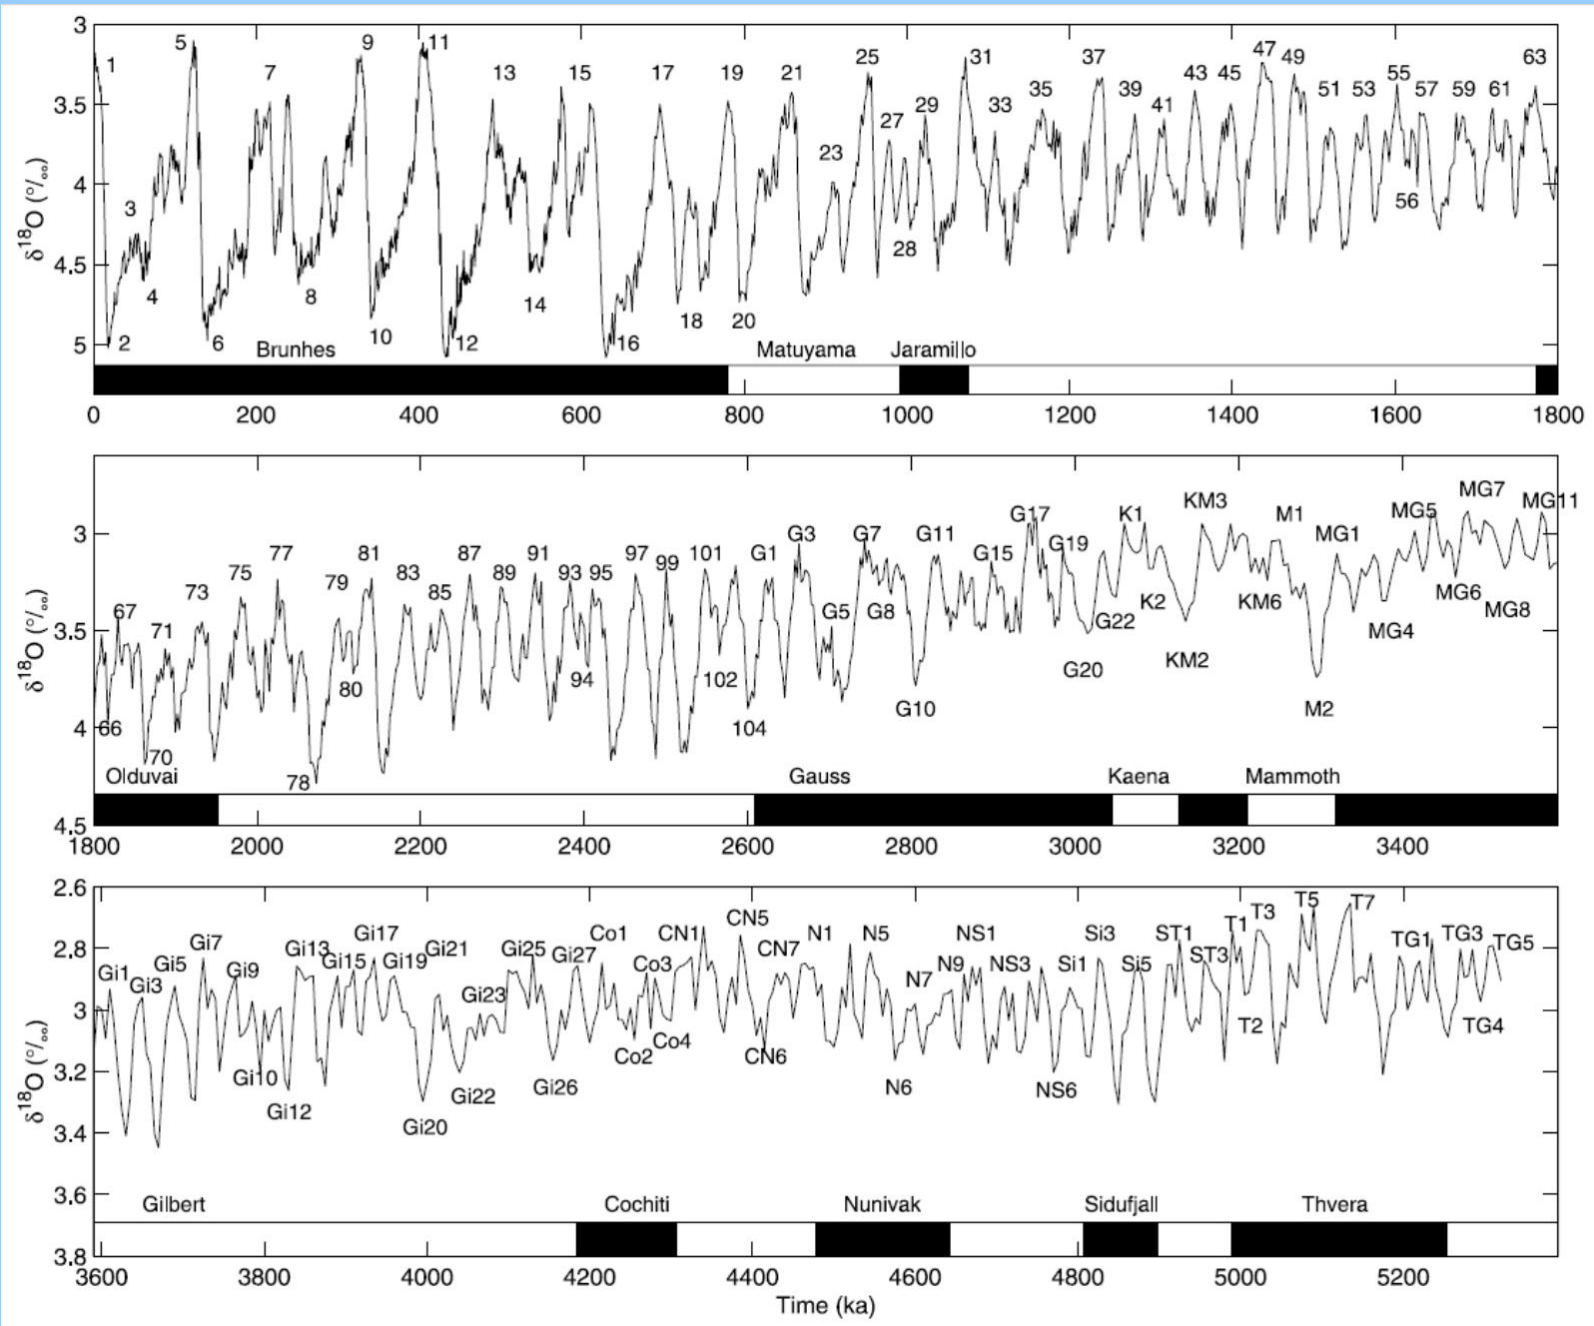 3
5
9
11
1
7
13
15
17
19
21
25
31
37
47
49
55
63
3.5
23
27
29
33
35
39
41
43
45
51
53
57
59
61
4
3
28
56
4.5
4
8
14
5
2
6
10
12
16
18
20
Brunhes
Matuyama
Jaramillo
δ18O (°/₀₀)
0 200 400 600 800 1000 1200 1400 1600 1800
3
67
71
73
75
77
79
81
83
85
87
89
91
93
95
97
99
101
G1
G3
G5
G7
G8
G11
G15
G17
G19
K1
KM3
M1
MG1
MG5
MG7
MG11
3.5
80
94
102
G10
G20
G22
K2
KM2
KM6
M2
MG4
MG6
MG8
4
66
70
78
104
Olduvai
Gauss
Kaena
Mammoth
4.5
δ18O (°/₀₀)
1800 2000 2200 2400 2600 2800 3000 3200 3400
2.6
2.8
Gi1
Gi3
Gi5
Gi7
Gi9
Gi13
Gi15
Gi17
Gi19
Gi21
Gi23
Gi25
Gi27
Co1
Co3
CN1
CN5
CN7
N1
N5
N7
N9
NS1
NS3
Si1
Si3
Si5
ST1
ST3
T1
T3
T5
T7
TG1
TG3
TG5
3
3.2
Gi10
Gi12
Gi20
Gi22
Gi26
Co2
Co4
CN6
N6
NS6
T2
TG4
3.4
3.6
Gilbert
Cochiti
Nunivak
Sidufjall
Thvera
3.8
δ18O (°/₀₀)
3600 3800 4000 4200 4400 4600 4800 5000 5200
Time (ka)